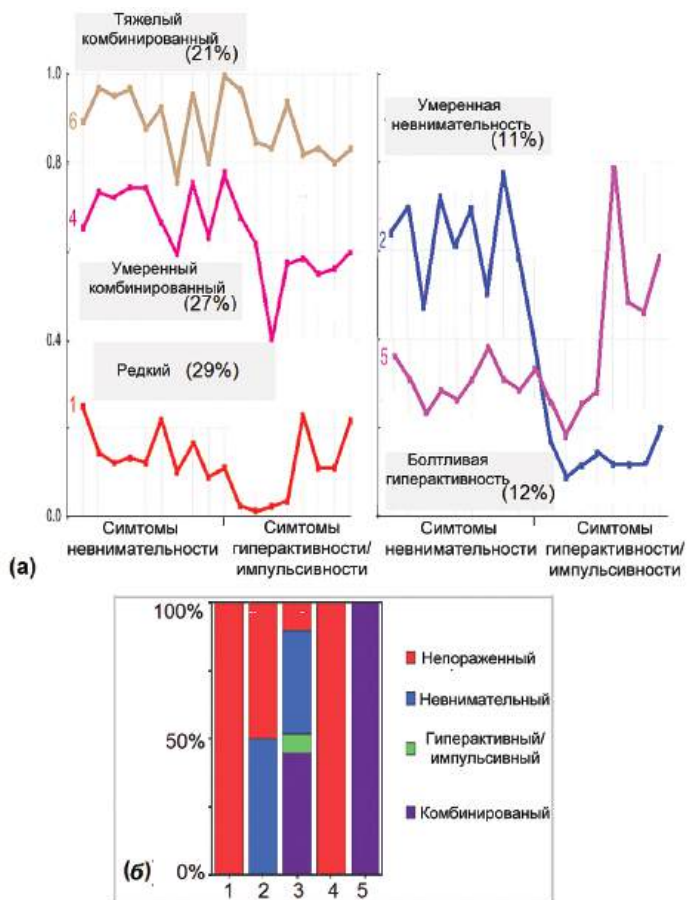 Тяжелый
комбинированный
(21%)
1.0
6
0.8
4
Умеренный
комбинированный
(27%)
0.4
Редкий (29%)
1
0.0
Симтомы
невнимательности
Симтомы
гиперактивности/
импульсивности
Умеренная
невнимательность
(11%)
2
5
Болтливая
гиперактивность
(12%)
Симтомы
невнимательности
Симтомы
гиперактивности/
импульсивности
(а)
100%
50%
0%
1 2 3 4 5
Непораженный
Невнимательный
Гиперактивный/
импульсивный
Комбинированый
(б)